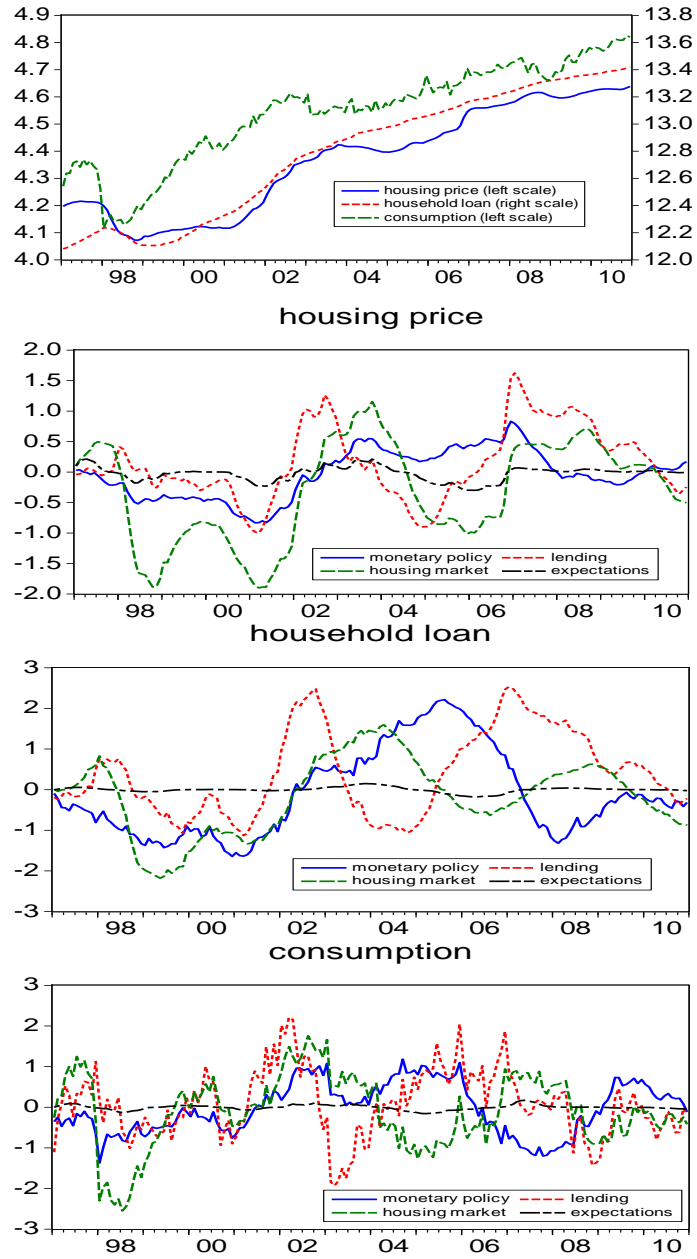 4.9 13.8
4.8 13.6
4.7 13.4
4.6 13.2
4.5 13.0
4.4 12.8
4.3 12.6
4.2 12.4
4.1 12.2
4.0 12.0
housing price (left scale)
household loan (right scale)
consumption (left scale)
98 00 02 04 06 08 10
housing price
2.0
1.5
1.0
0.5
0.0
-0.5
-1.0
-1.5
-2.0
monetary policy lending
housing market expectations
98 00 02 04 06 08 10
household loan
3
2
1
0
-1
-2
-3
monetary policy lending
housing market expectations
98 00 02 04 06 08 10
consumption
3
2
1
0
-1
-2
-3
monetary policy lending
housing market expectations
98 00 02 04 06 08 10